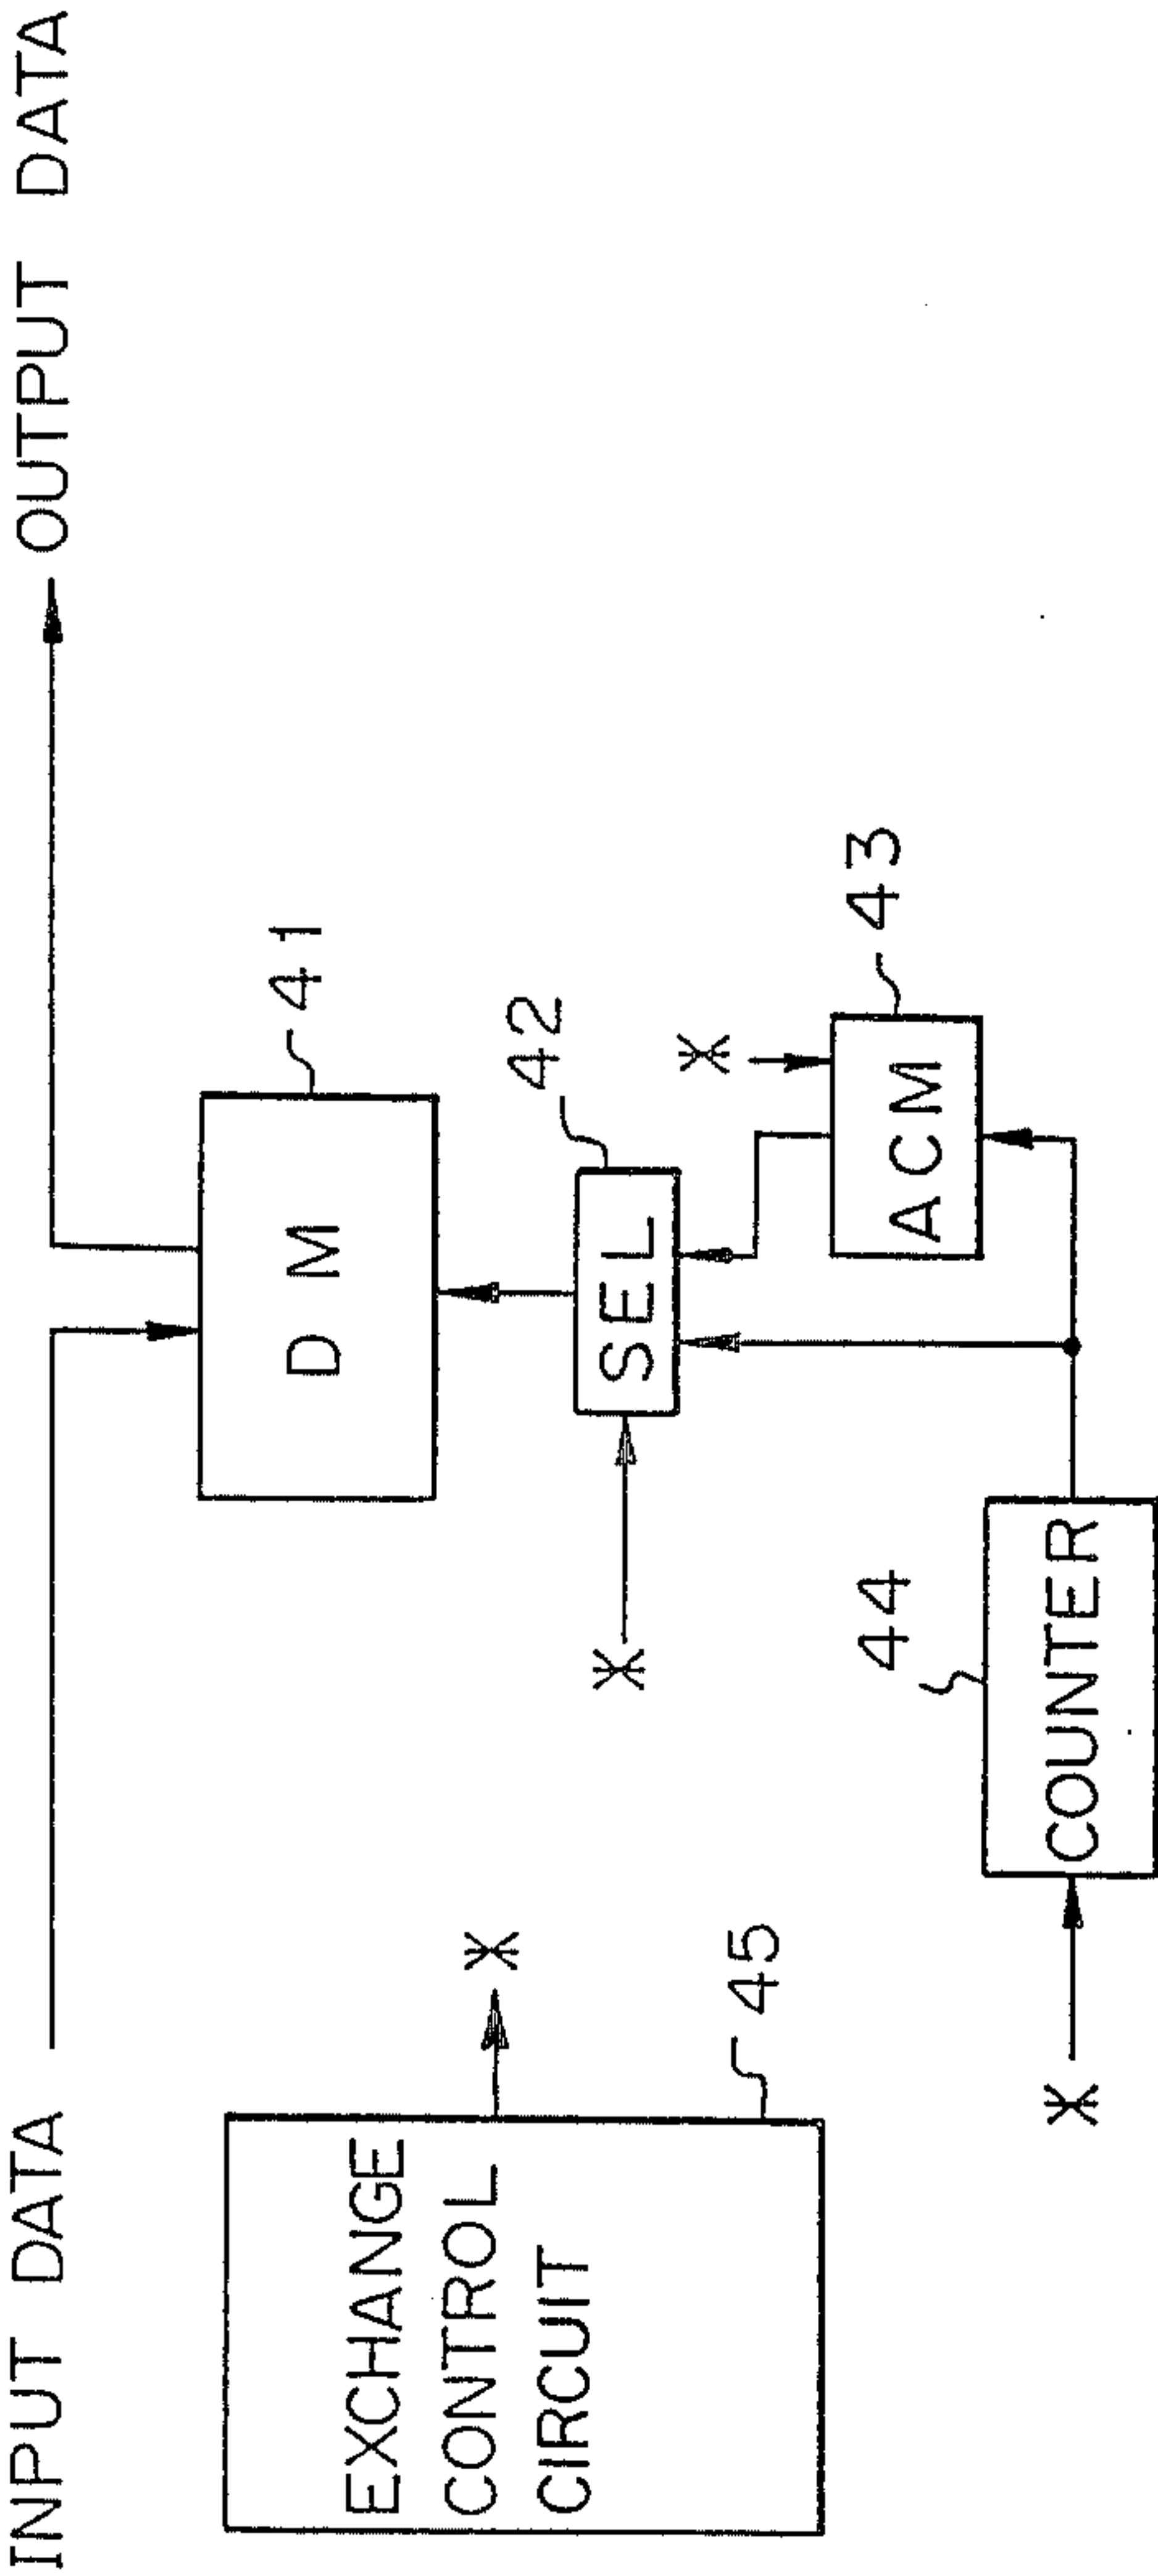 INPUT DATA
OUTPUT DATA
DM
41
SEL
42
ACM
43
COUNTER
44
EXCHANGE
CONTROL
CIRCUIT
45
*
*
*
*